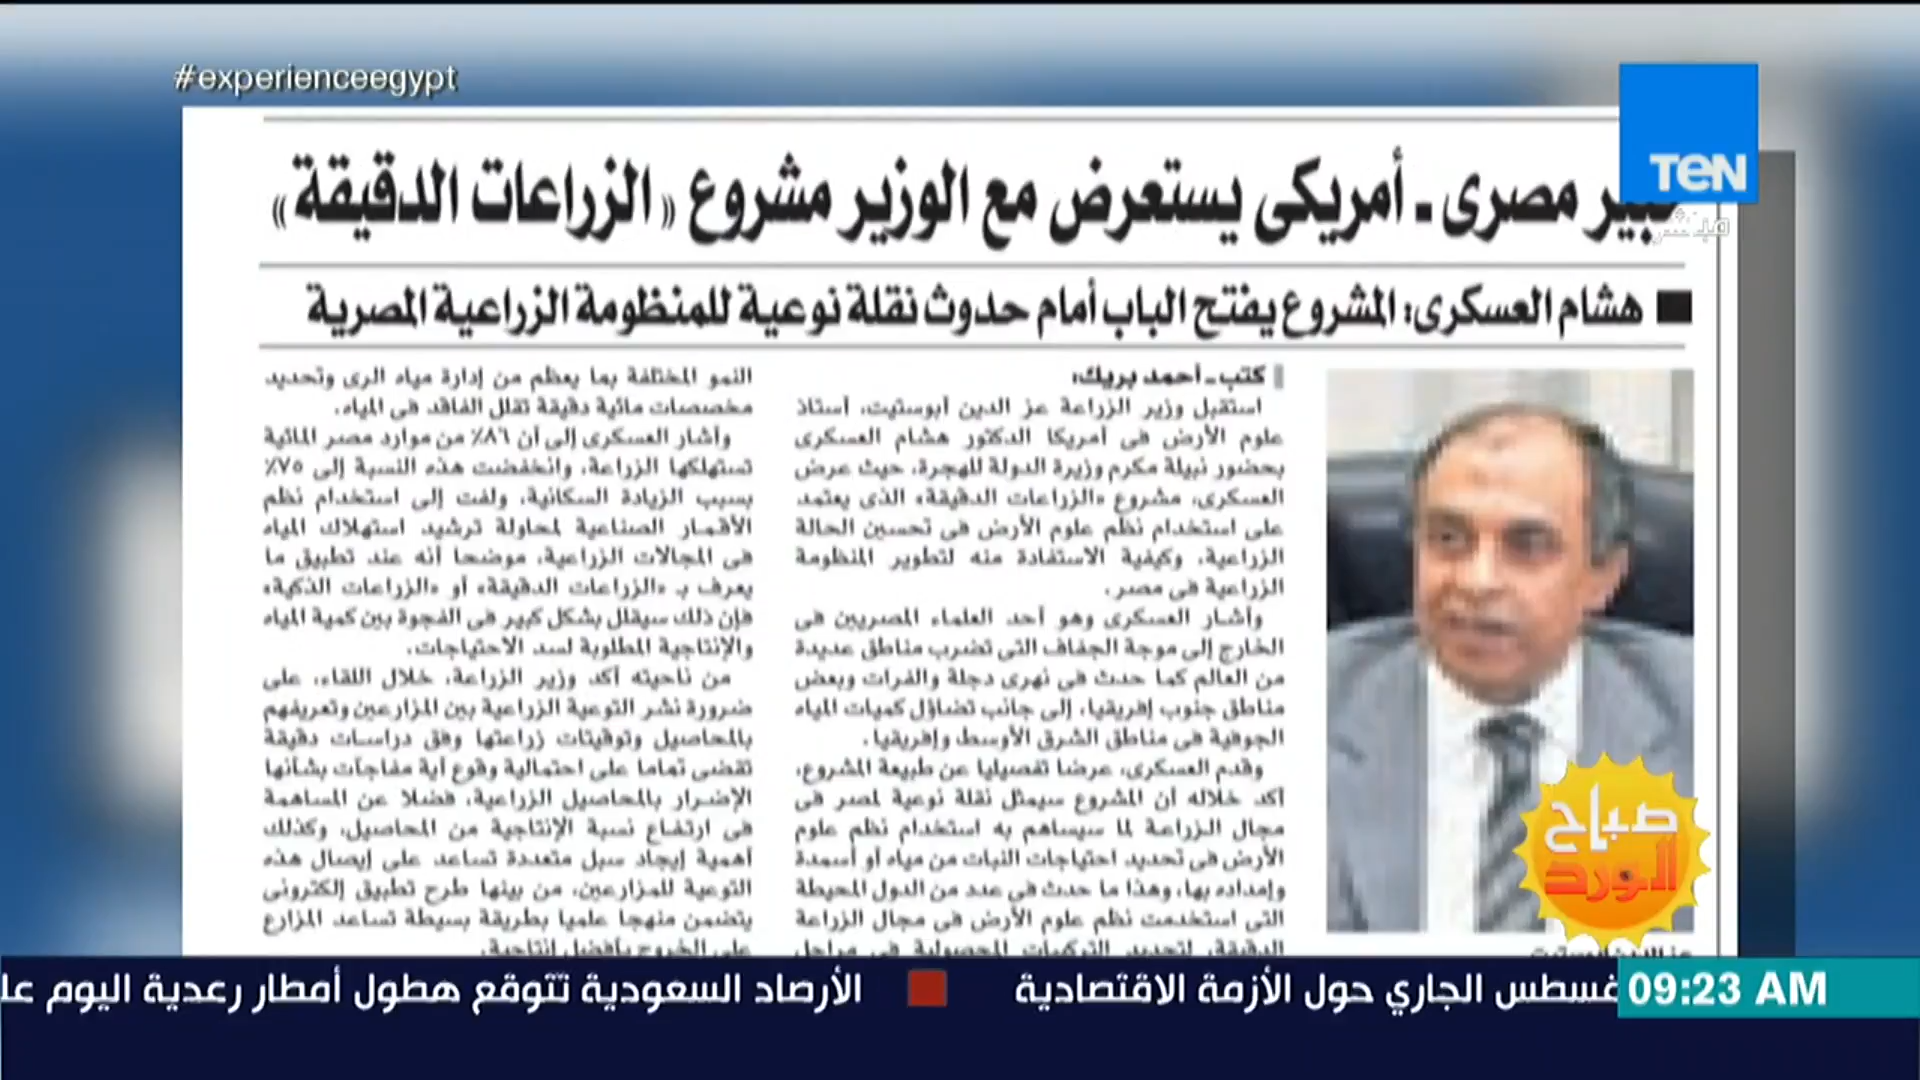 #experienceegypt
TEN
مباشر
خبير مصرى - أمريكى يستعرض مع الوزير مشروع «الزراعات الدقيقة»
هشام العسكرى: المشروع يفتح الباب أمام حدوث نقلة نوعية للمنظومة الزراعية المصرية
كتب - أحمد بريك:
استقبل وزير الزراعة عز الدين أبوستيت، أستاذ
علوم الأرض فى أمريكا الدكتور هشام العسكرى
بحضور نبيلة مكرم وزيرة الدولة للهجرة، حيث عرض
العسكرى، مشروع «الزراعات الدقيقة» الذى يعتمد
على استخدام نظم علوم الأرض فى تحسين الحالة
الزراعية، وكيفية الاستفادة منه لتطوير المنظومة
الزراعية فى مصر.
وأشار العسكرى وهو أحد العلماء المصريين فى
الخارج إلى موجة الجفاف التى تضرب مناطق عديدة
من العالم كما حدث فى نهرى دجلة والفرات وبعض
مناطق جنوب إفريقيا، إلى جانب تضاؤل كميات المياه
الجوفية فى مناطق الشرق الأوسط وإفريقيا.
وقدم العسكرى، عرضا تفصيليا عن طبيعة المشروع،
أكد خلاله أن المشروع سيمثل نقلة نوعية لمصر فى
مجال الزراعة لما سيساهم به استخدام نظم علوم
الأرض فى تحديد احتياجات النبات من مياه أو أسمدة
وإمداده بها، وهذا ما حدث فى عدد من الدول المحيطة
التى استخدمت نظم علوم الأرض فى مجال الزراعة
الدقيقة، لتحديد التركيبات المحصولية فى مراحل
النمو المختلفة بما يعظم من إدارة مياه الرى وتحديد
مخصصات مائية دقيقة تقلل الفاقد فى المياه.
وأشار العسكرى إلى أن ٨٦٪ من موارد مصر المائية
تستهلكها الزراعة، وانخفضت هذه النسبة إلى ٧٥٪
بسبب الزيادة السكانية، ولفت إلى استخدام نظم
الأقمار الصناعية لمحاولة ترشيد استهلاك المياه
فى المجالات الزراعية، موضحا أنه عند تطبيق ما
يعرف بـ «الزراعات الدقيقة» أو «الزراعات الذكية»
فإن ذلك سيقلل بشكل كبير فى الفجوة بين كمية المياه
والإنتاجية المطلوبة لسد الاحتياجات.
من ناحيته أكد وزير الزراعة، خلال اللقاء، على
ضرورة نشر التوعية الزراعية بين المزارعين وتعريفهم
بالمحاصيل وتوقيتات زراعتها وفق دراسات دقيقة
تقضى تماما على احتمالية وقوع أية مفاجآت بشأنها
الإضرار بالمحاصيل الزراعية، فضلا عن المساهمة
فى ارتفاع نسبة الإنتاجية من المحاصيل، وكذلك
أهمية إيجاد سبل متعددة تساعد على إيصال هذه
التوعية للمزارعين، من بينها طرح تطبيق إلكترونى
يتضمن منهجا علميا بطريقة بسيطة تساعد المزارع
على الخروج بأفضل إنتاجية.
عز الدين أبوستيت
صباح
الورد
غسطس الجاري حول الأزمة الاقتصادية
الأرصاد السعودية تتوقع هطول أمطار رعدية اليوم عل
09:23 AM